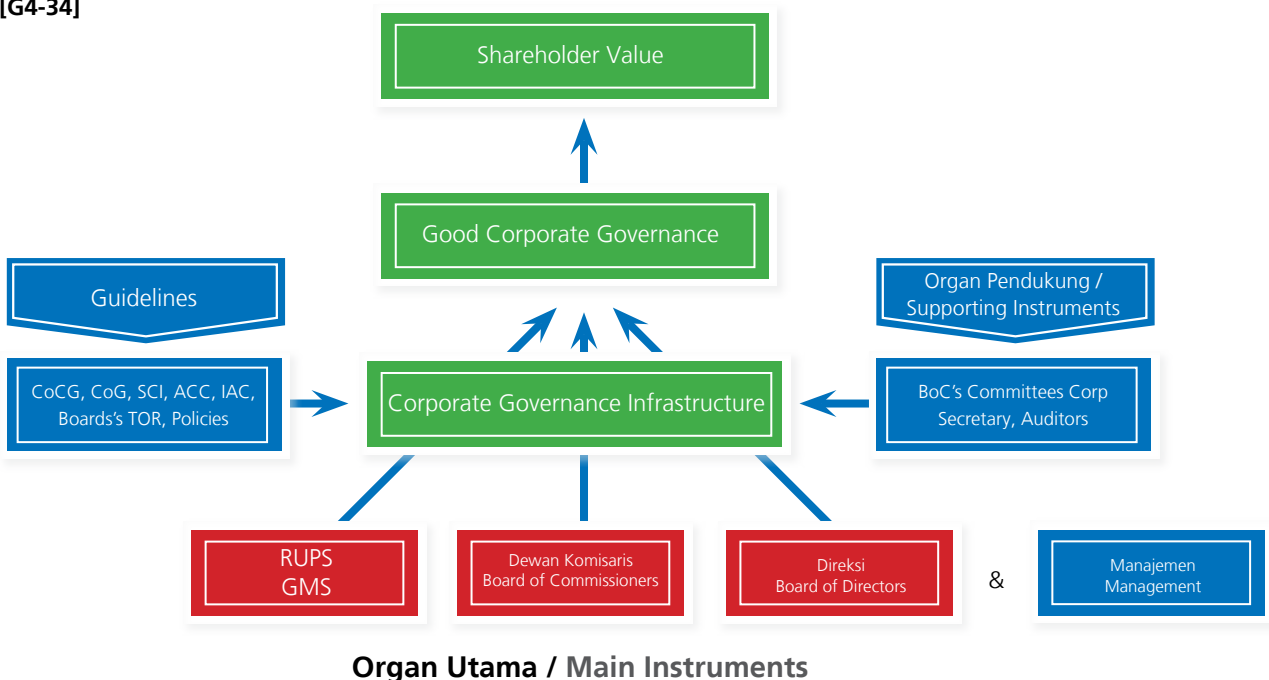 [G4-34]
Shareholder Value
Good Corporate Governance
Guidelines
Organ Pendukung /
Supporting Instruments
CoCG, CoG, SCI, ACC, IAC,
Boards's TOR, Policies
Corporate Governance Infrastructure
BoC's Committees Corp
Secretary, Auditors
RUPS
GMS
Dewan Komisaris
Board of Commissioners
Direksi
Board of Directors
&
Manajemen
Management
Organ Utama / Main Instruments